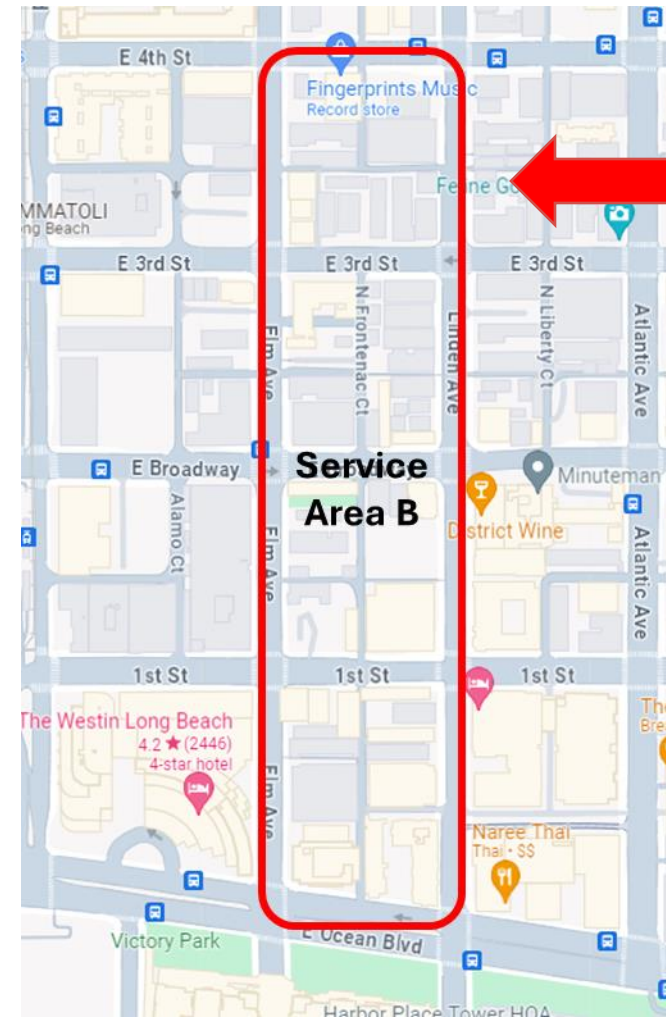 E 4th St
Fingerprints Music
Record store
MMATOLI
ng Beach
E 3rd St
E 3rd St
E 3rd St
N Frontenac Ct
Elm Ave
Linden Ave
N Liberty Ct
Atlantic Ave
E Broadway
Service
Area B
Minuteman
District Wine
Alamo Ct
Elm Ave
Atlantic Ave
1st St
1st St
1st St
The Westin Long Beach
4.2 ★ (2446)
4-star hotel
Elm Ave
Naree Thai
Thai • $$
Victory Park
E Ocean Blvd
Harbor Place Tower HOA